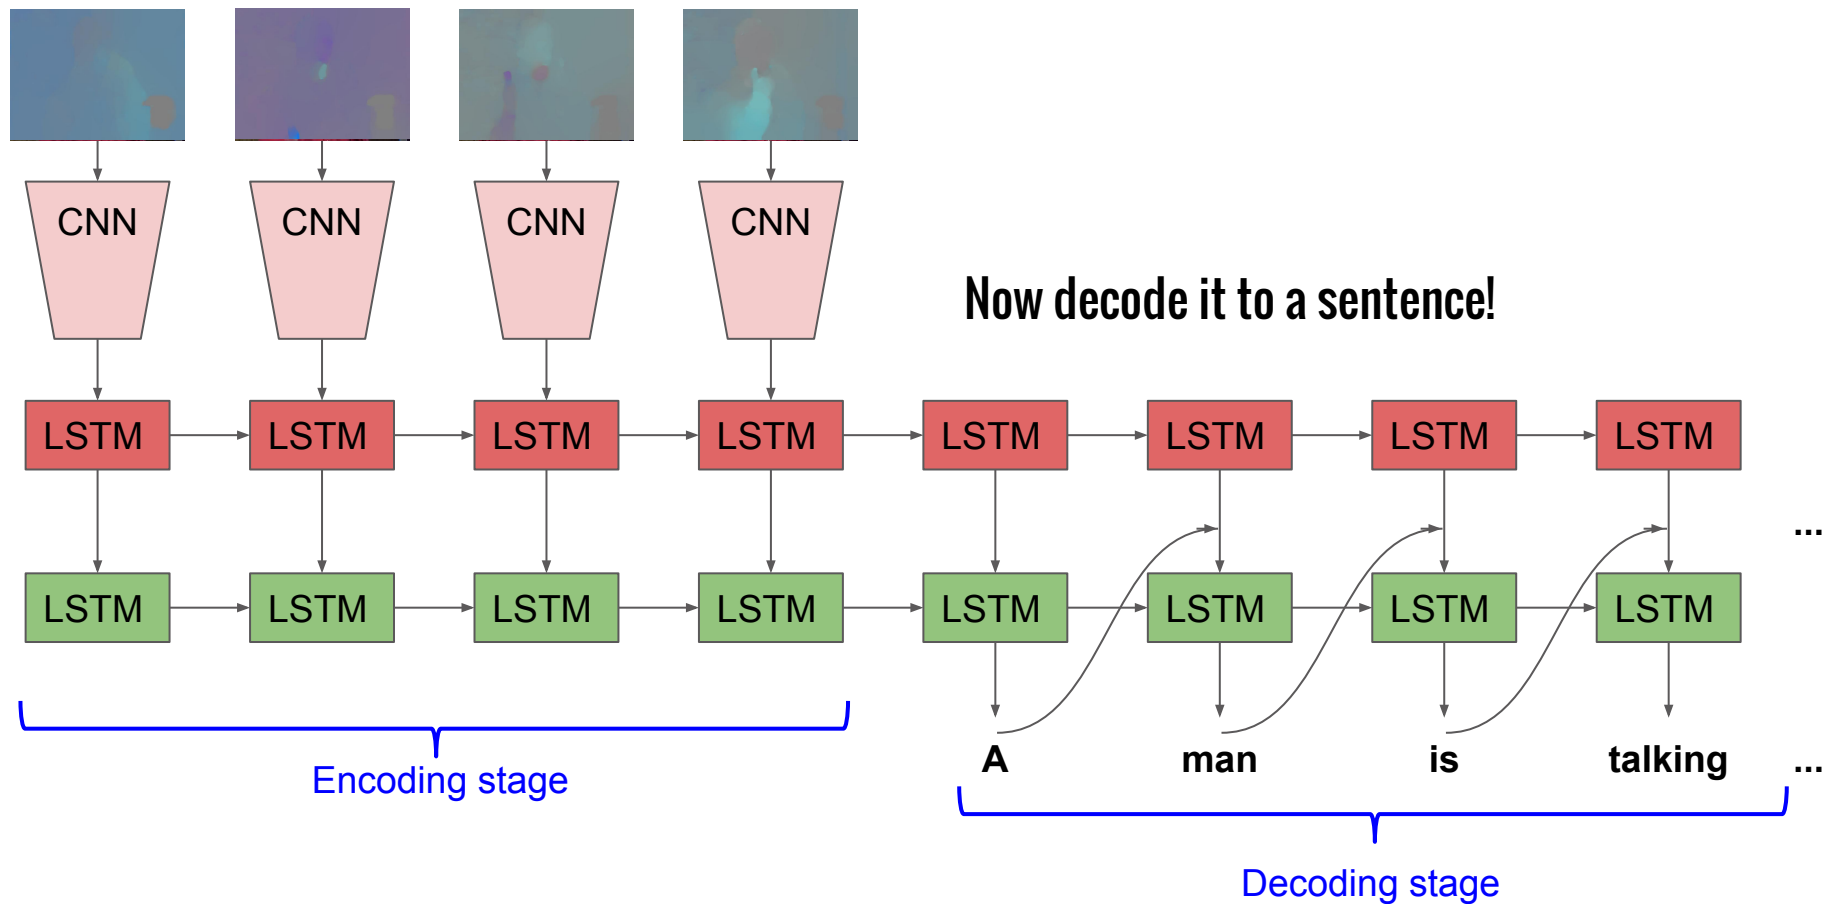 CNN CNN CNN CNN
Now decode it to a sentence!
LSTM LSTM LSTM LSTM LSTM LSTM LSTM LSTM
...
LSTM LSTM LSTM LSTM LSTM LSTM LSTM LSTM
A man is talking ...
Encoding stage
Decoding stage